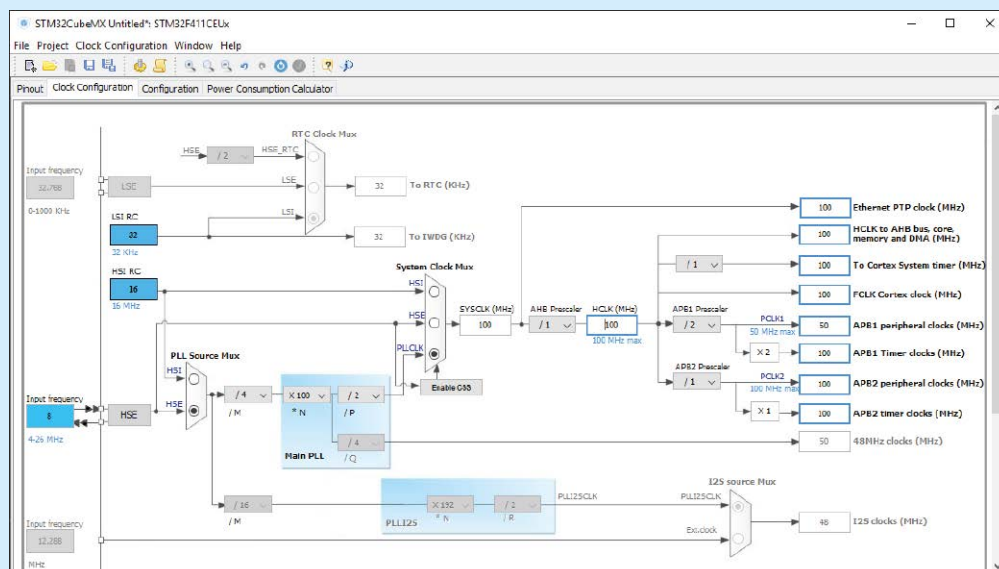 STM32CubeMX Untitled*: STM32F411CEUx
File Project Clock Configuration Window Help
Pinout Clock Configuration Configuration Power Consumption Calculator
RTC Clock Mux
HSE / 2 HSE_RTC
Input frequency
32.768
0-1000 KHz
LSE LSE
32 To RTC (KHz)
LSI RC
LSI
32
32 KHz
32 To IWDG (KHz)
HSI RC
16
16 MHz
System Clock Mux
HSI
HSE
PLLCLK
Enable CSS
SYSCLK (MHz)
100
AHB Prescaler
/ 1
HCLK (MHz)
100
100 MHz max
100 Ethernet PTP clock (MHz)
100 HCLK to AHB bus, core,
memory and DMA (MHz)
/ 1 100 To Cortex System timer (MHz)
100 FCLK Cortex clock (MHz)
APB1 Prescaler
/ 2
PCLK1
50 MHz max
50 APB1 peripheral clocks (MHz)
X 2 100 APB1 Timer clocks (MHz)
APB2 Prescaler
/ 1
PCLK2
100 MHz max
100 APB2 peripheral clocks (MHz)
X 1 100 APB2 timer clocks (MHz)
PLL Source Mux
HSI
HSE
Input frequency
8
4-26 MHz
HSE
/ 4
/ M
X 100
* N
/ 2
/ P
/ 4
/ Q
Main PLL
50 48MHz clocks (MHz)
/ 16
/ M
PLLI2S
X 192
* N
/ 2
/ R
PLLI2SCLK
I2S source Mux
PLLI2SCLK
Ext.clock
48 I2S clocks (MHz)
Input frequency
12.288
MHz